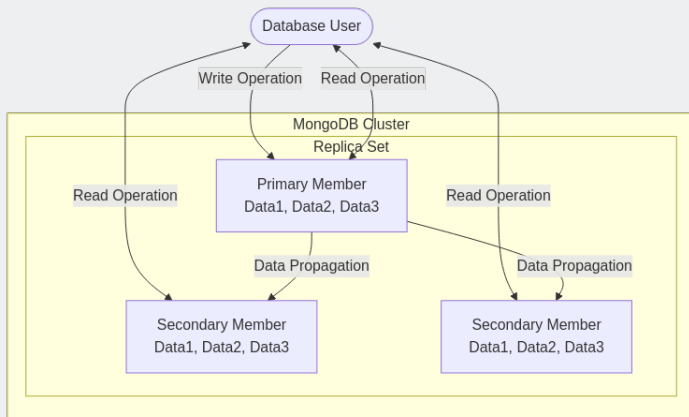 Database User
Write Operation
Read Operation
MongoDB Cluster
Replica Set
Primary Member
Data1, Data2, Data3
Read Operation
Read Operation
Data Propagation
Data Propagation
Secondary Member
Data1, Data2, Data3
Secondary Member
Data1, Data2, Data3